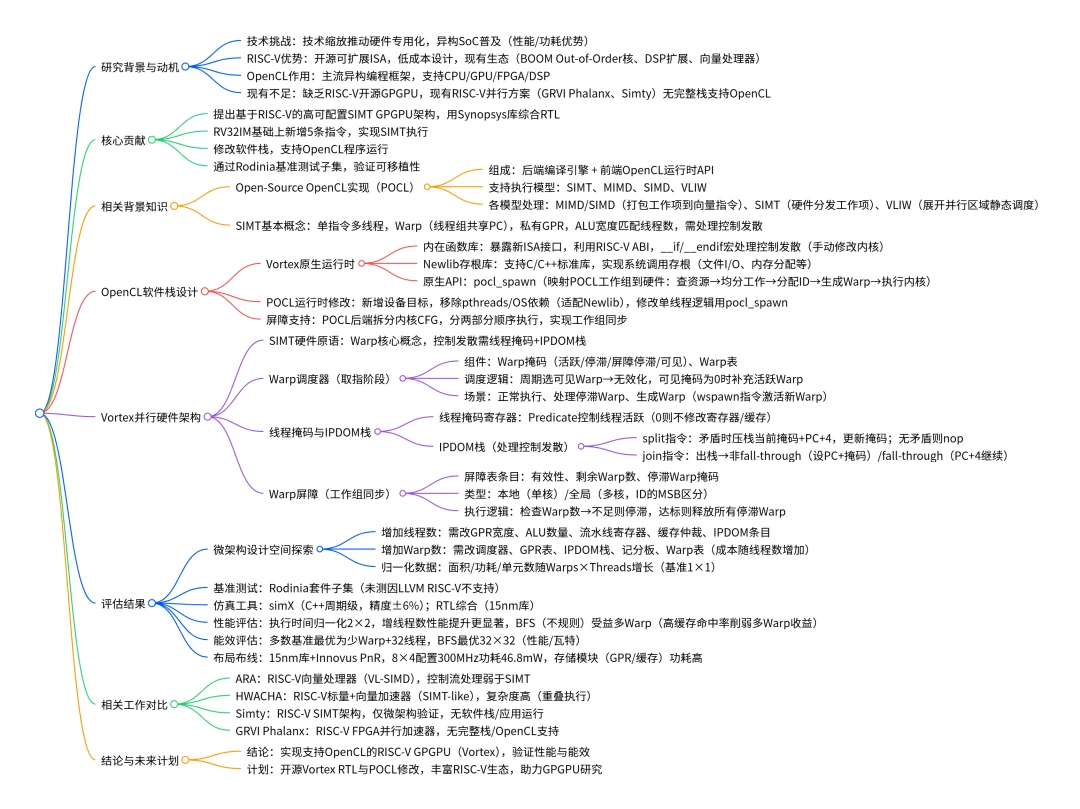 研究背景与动机
技术挑战：技术缩放推动硬件专用化，异构SoC普及（性能/功耗优势）
RISC-V优势：开源可扩展ISA，低成本设计，现有生态（BOOM Out-of-Order核、DSP扩展、向量处理器）
OpenCL作用：主流异构编程框架，支持CPU/GPU/FPGA/DSP
现有不足：缺乏RISC-V开源GPGPU，现有RISC-V并行方案（GRVI Phalanx、Simty）无完整栈支持OpenCL
核心贡献
提出基于RISC-V的高可配置SIMT GPGPU架构，用Synopsys库综合RTL
RV32IM基础上新增5条指令，实现SIMT执行
修改软件栈，支持OpenCL程序运行
通过Rodinia基准测试子集，验证可移植性
相关背景知识
Open-Source OpenCL实现（POCL）
组成：后端编译引擎 + 前端OpenCL运行时API
支持执行模型：SIMT、MIMD、SIMD、VLIW
各模型处理：MIMD/SIMD（打包工作项到向量指令）、SIMT（硬件分发工作项）、VLIW（展开并行区域静态调度）
SIMT基本概念：单指令多线程，Warp（线程组共享PC），私有GPR，ALU宽度匹配线程数，需处理控制发散
OpenCL软件栈设计
Vortex原生运行时
内在函数库：暴露新ISA接口，利用RISC-V ABI，__if/__endif宏处理控制发散（手动修改内核）
Newlib存根库：支持C/C++标准库，实现系统调用存根（文件I/O、内存分配等）
原生API：pocl_spawn（映射POCL工作组到硬件：查资源→均分工作→分配ID→生成Warp→执行内核）
POCL运行时修改：新增设备目标，移除pthreads/OS依赖（适配Newlib），修改单线程逻辑用pocl_spawn
屏障支持：POCL后端拆分内核CFG，分两部分顺序执行，实现工作组同步
Vortex并行硬件架构
SIMT硬件原语：Warp核心概念，控制发散需线程掩码+IPDOM栈
Warp调度器（取指阶段）
组件：Warp掩码（活跃/停滞/屏障停滞/可见）、Warp表
调度逻辑：周期选可见Warp→无效化，可见掩码为0时补充活跃Warp
场景：正常执行、处理停滞Warp、生成Warp（wspawn指令激活新Warp）
线程掩码与IPDOM栈
线程掩码寄存器：Predicate控制线程活跃（0则不修改寄存器/缓存）
IPDOM栈（处理控制发散）
split指令：矛盾时压栈当前掩码+PC+4，更新掩码；无矛盾则nop
join指令：出栈→非fall-through（设PC+掩码）/fall-through（PC+4继续）
Warp屏障（工作组同步）
屏障表条目：有效性、剩余Warp数、停滞Warp掩码
类型：本地（单核）/全局（多核，ID的MSB区分）
执行逻辑：检查Warp数→不足则停滞，达标则释放所有停滞Warp
评估结果
微架构设计空间探索
增加线程数：需改GPR宽度、ALU数量、流水线寄存器、缓存仲裁、IPDOM条目
增加Warp数：需改调度器、GPR表、IPDOM栈、记分板、Warp表（成本随线程数增加）
归一化数据：面积/功耗/单元数随Warps×Threads增长（基准1×1）
基准测试：Rodinia套件子集（未测因LLVM RISC-V不支持）
仿真工具：simX（C++周期级，精度±6%）；RTL综合（15nm库）
性能评估：执行时间归一化2×2，增线程数性能提升更显著，BFS（不规则）受益多Warp（高缓存命中率削弱多Warp收益）
能效评估：多数基准最优为少Warp+32线程，BFS最优32×32（性能/瓦特）
布局布线：15nm库+Innovus PnR，8×4配置300MHz功耗46.8mW，存储模块（GPR/缓存）功耗高
相关工作对比
ARA：RISC-V向量处理器（VL-SIMD），控制流处理弱于SIMT
HWACHA：RISC-V标量+向量加速器（SIMT-like），复杂度高（重叠执行）
Simty：RISC-V SIMT架构，仅微架构验证，无软件栈/应用运行
GRVI Phalanx：RISC-V FPGA并行加速器，无完整栈/OpenCL支持
结论与未来计划
结论：实现支持OpenCL的RISC-V GPGPU（Vortex），验证性能与能效
计划：开源Vortex RTL与POCL修改，丰富RISC-V生态，助力GPGPU研究